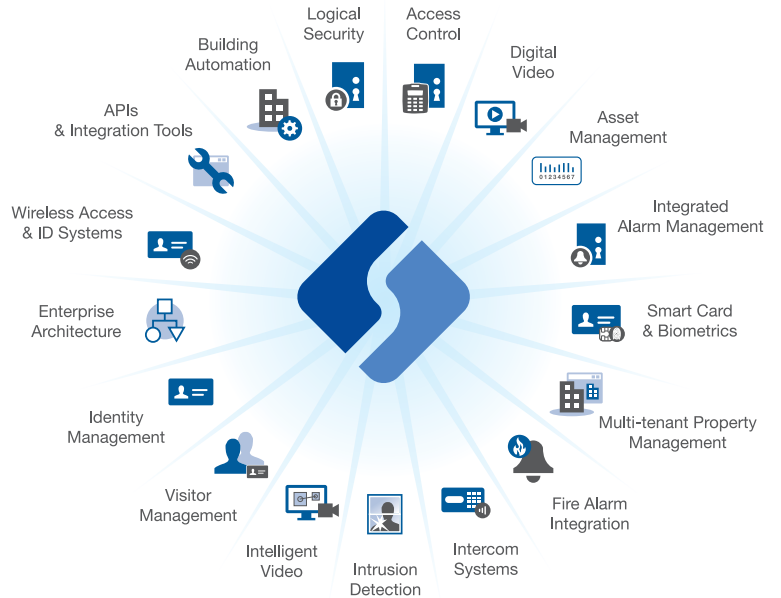 Logical
Security
Access
Control
Digital
Video
Asset
Management
01234567
Integrated
Alarm Management
Smart Card
& Biometrics
Multi-tenant Property
Management
Fire Alarm
Integration
Intercom
Systems
Intrusion
Detection
Intelligent
Video
Visitor
Management
Identity
Management
Enterprise
Architecture
Wireless Access
& ID Systems
APIs
& Integration Tools
Building
Automation